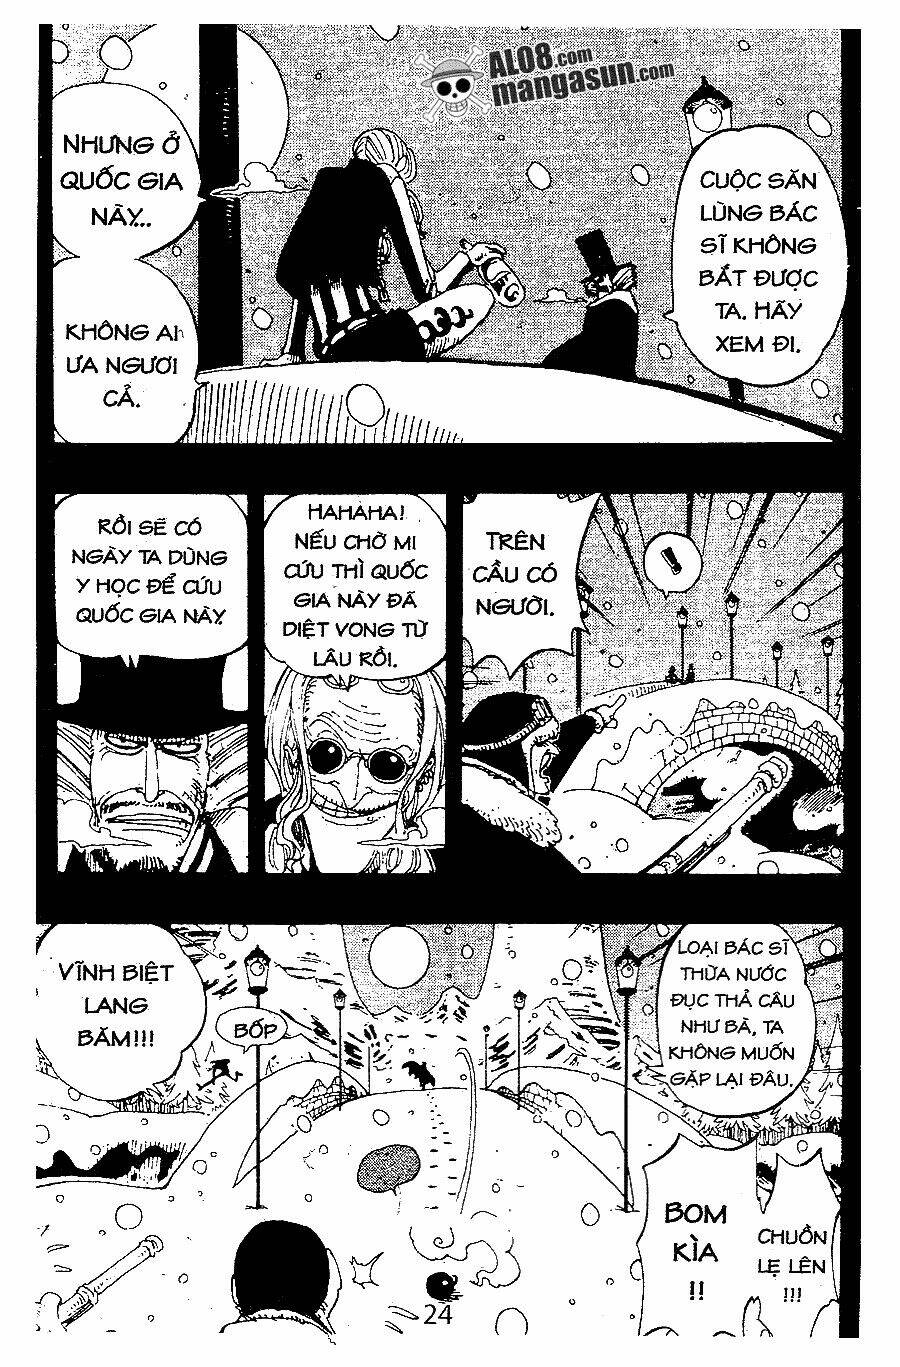 AL08.com
mangasun.com
CUỘC SĂN
LÙNG BÁC
SĨ KHÔNG
BẮT ĐƯỢC
TA. HÃY
XEM ĐI.
NHƯNG Ở
QUỐC GIA
NÀY...
KHÔNG AI
ƯA NGƯƠI
CẢ.
RỒI SẼ CÓ
NGÀY TA DÙNG
Y HỌC ĐỂ CỨU
QUỐC GIA NÀY.
HAHAHA!
NẾU CHỜ MI
CỨU THÌ QUỐC
GIA NÀY ĐÃ
DIỆT VONG TỪ
LÂU RỒI.
TRÊN
CẦU CÓ
NGƯỜI.
!
VĨNH BIỆT
LANG
BĂM!!!
BỐP
LOẠI BÁC SĨ
THỪA NƯỚC
ĐỤC THẢ CÂU
NHƯ BÀ, TA
KHÔNG MUỐN
GẶP LẠI ĐÂU.
BOM
KÌA
!!
CHUỒN
LẸ LÊN
!!!
24